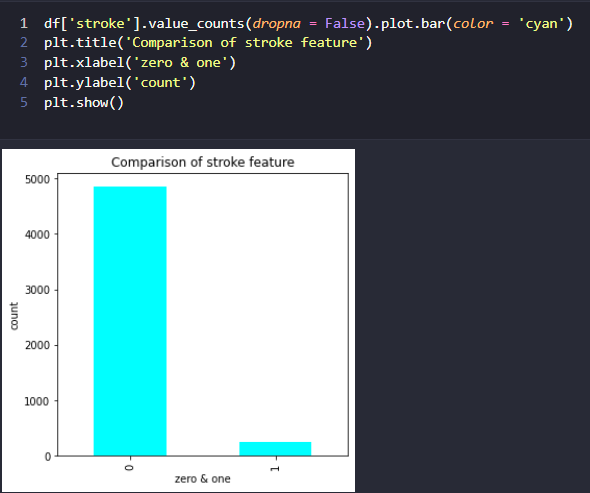 1 df['stroke'].value_counts(dropna = False).plot.bar(color = 'cyan')
2 plt.title('Comparison of stroke feature')
3 plt.xlabel('zero & one')
4 plt.ylabel('count')
5 plt.show()
Comparison of stroke feature
5000
4000
3000
2000
1000
0
count
0
1
zero & one